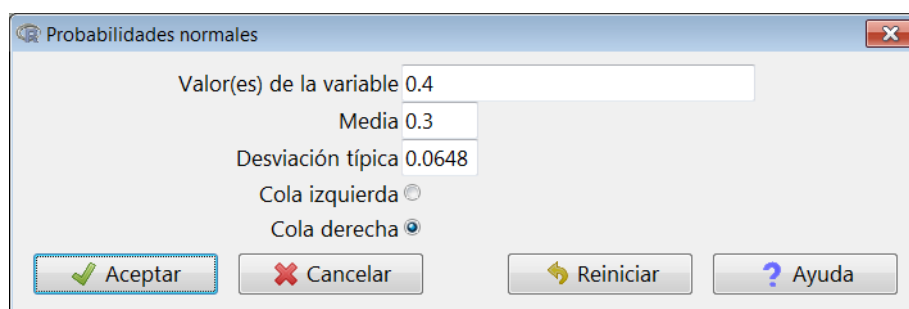 Probabilidades normales
Valor(es) de la variable 0.4
Media 0.3
Desviación típica 0.0648
Cola izquierda
Cola derecha
Aceptar Cancelar Reiniciar ? Ayuda